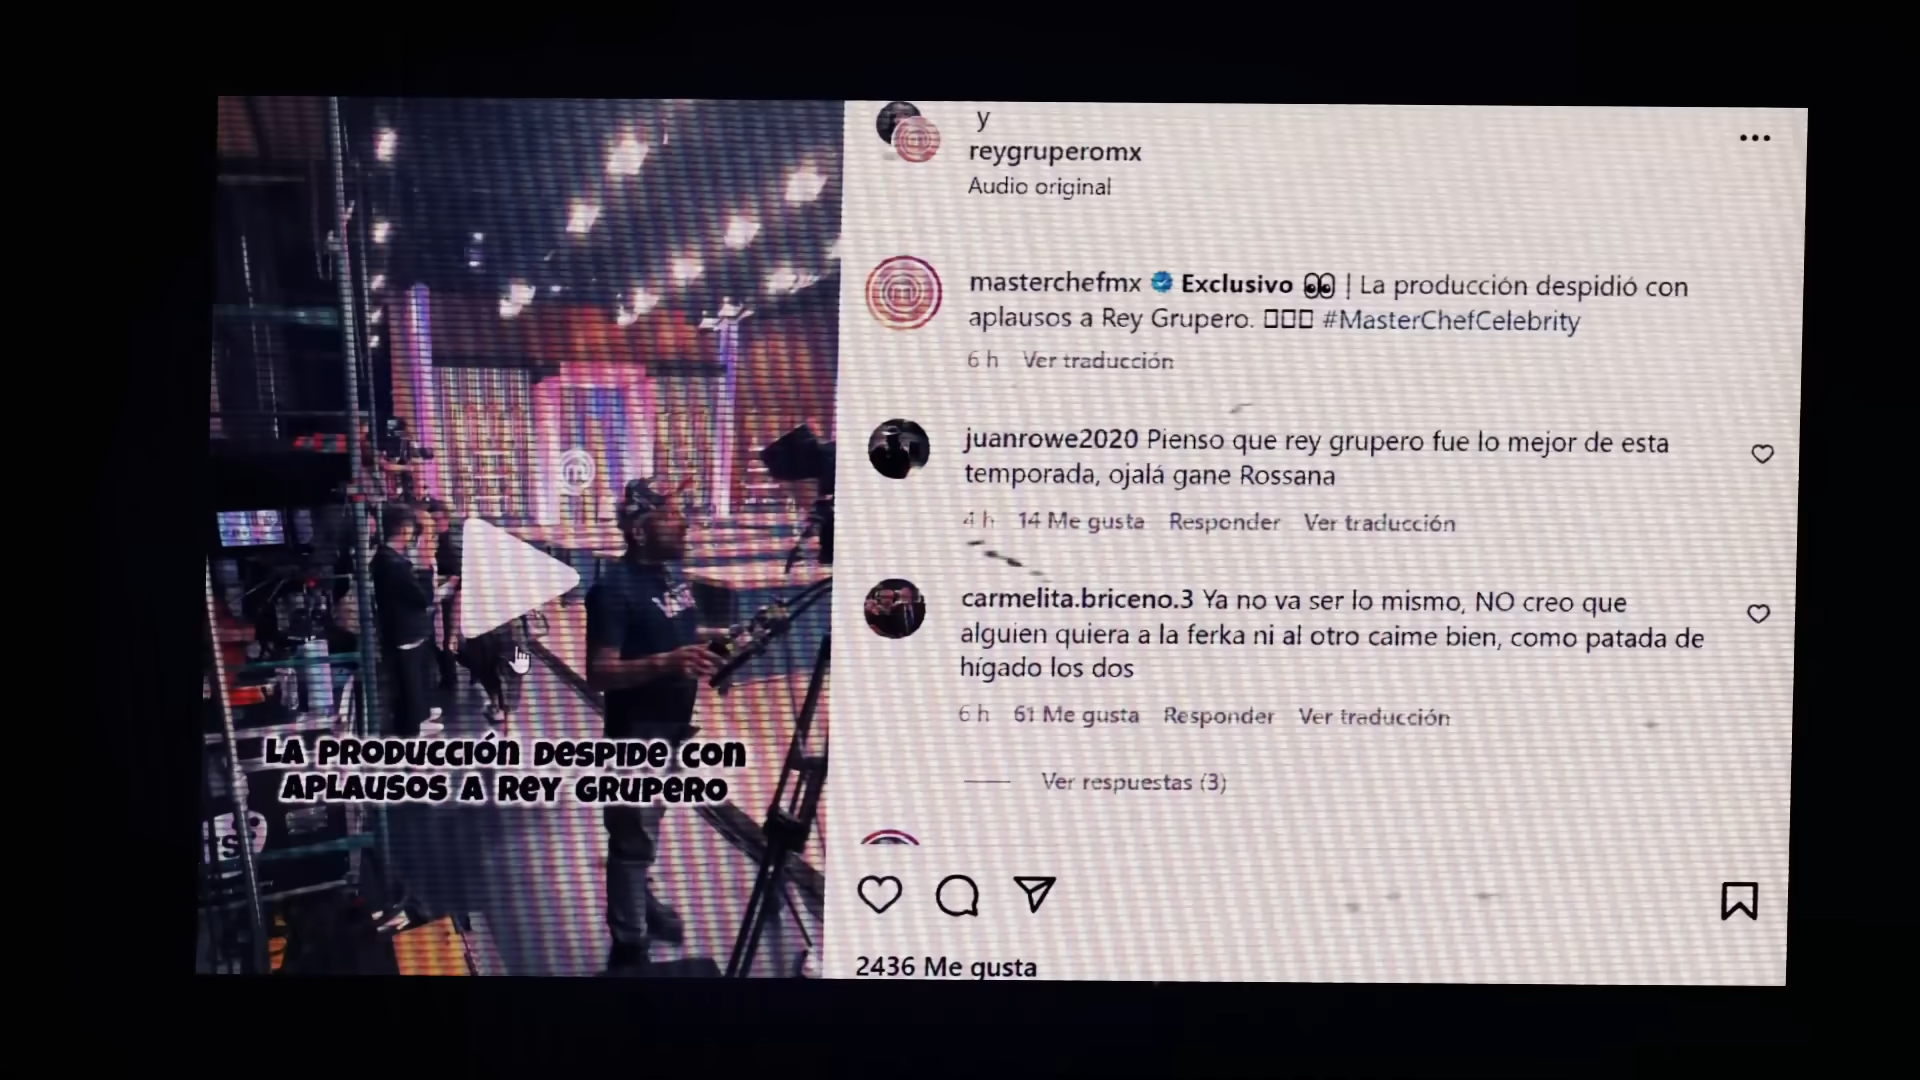 y
reygruperomx
Audio original
masterchefmx Exclusivo 👀 | La producción despidió con
aplausos a Rey Grupero. #MasterChefCelebrity
6 h Ver traducción
juanrowe2020 Pienso que rey grupero fue lo mejor de esta
temporada, ojalá gane Rossana
4 h 14 Me gusta Responder Ver traducción
carmelita.briceno.3 Ya no va ser lo mismo, NO creo que
alguien quiera a la ferka ni al otro caime bien, como patada de
hígado los dos
6 h 61 Me gusta Responder Ver traducción
Ver respuestas (3)
2436 Me gusta
LA PRODUCCIÓN DESPIDE CON
APLAUSOS A REY GRUPERO